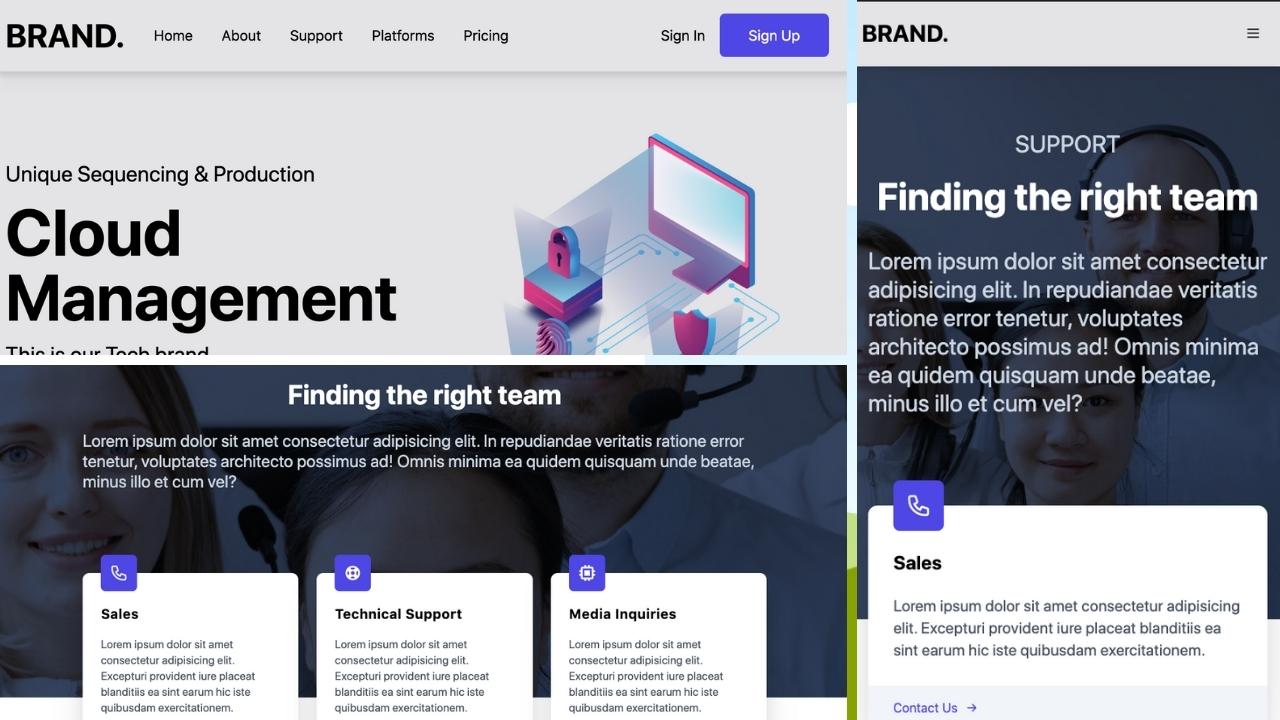 BRAND.
Home About Support Platforms Pricing
Sign In Sign Up
Unique Sequencing & Production
Cloud
Management
This is our Tech brand
Finding the right team
Lorem ipsum dolor sit amet consectetur adipisicing elit. In repudiandae veritatis ratione error
tenetur, voluptates architecto possimus ad! Omnis minima ea quidem quisquam unde beatae,
minus illo et cum vel?
Sales
Lorem ipsum dolor sit amet
consectetur adipisicing elit.
Excepturi provident iure placeat
blanditiis ea sint earum hic iste
quibusdam exercitationem.
Technical Support
Lorem ipsum dolor sit amet
consectetur adipisicing elit.
Excepturi provident iure placeat
blanditiis ea sint earum hic iste
quibusdam exercitationem.
Media Inquiries
Lorem ipsum dolor sit amet
consectetur adipisicing elit.
Excepturi provident iure placeat
blanditiis ea sint earum hic iste
quibusdam exercitationem.
BRAND.
SUPPORT
Finding the right team
Lorem ipsum dolor sit amet consectetur
adipisicing elit. In repudiandae veritatis
ratione error tenetur, voluptates
architecto possimus ad! Omnis minima
ea quidem quisquam unde beatae,
minus illo et cum vel?
Sales
Lorem ipsum dolor sit amet consectetur adipisicing
elit. Excepturi provident iure placeat blanditiis ea
sint earum hic iste quibusdam exercitationem.
Contact Us →